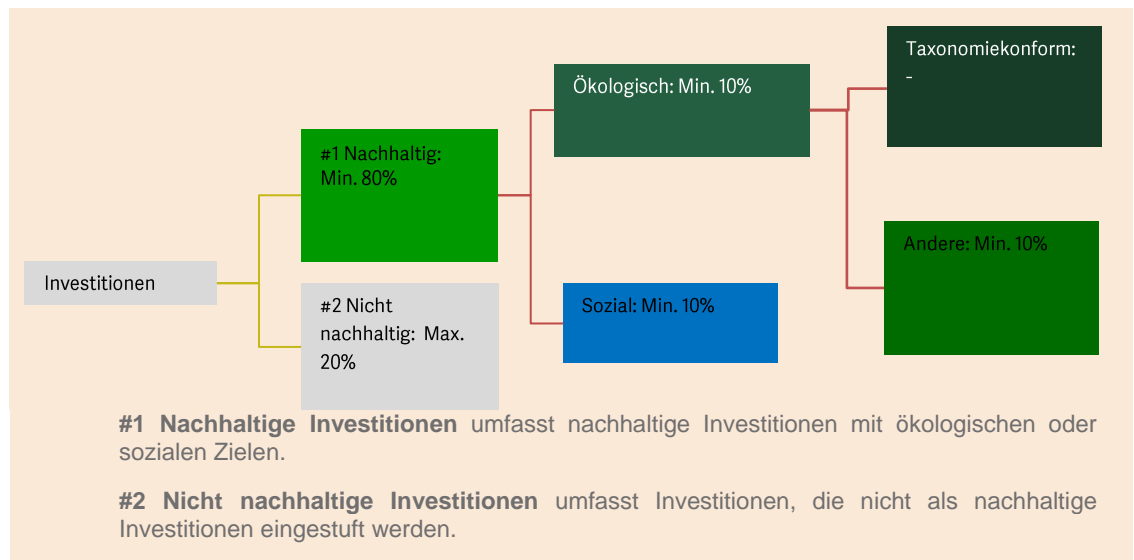 Taxonomiekonform:
-
Ökologisch: Min. 10%
#1 Nachhaltig:
Min. 80%
Andere: Min. 10%
Investitionen
#2 Nicht
nachhaltig: Max.
20%
Sozial: Min. 10%
#1 Nachhaltige Investitionen umfasst nachhaltige Investitionen mit ökologischen oder
sozialen Zielen.
#2 Nicht nachhaltige Investitionen umfasst Investitionen, die nicht als nachhaltige
Investitionen eingestuft werden.